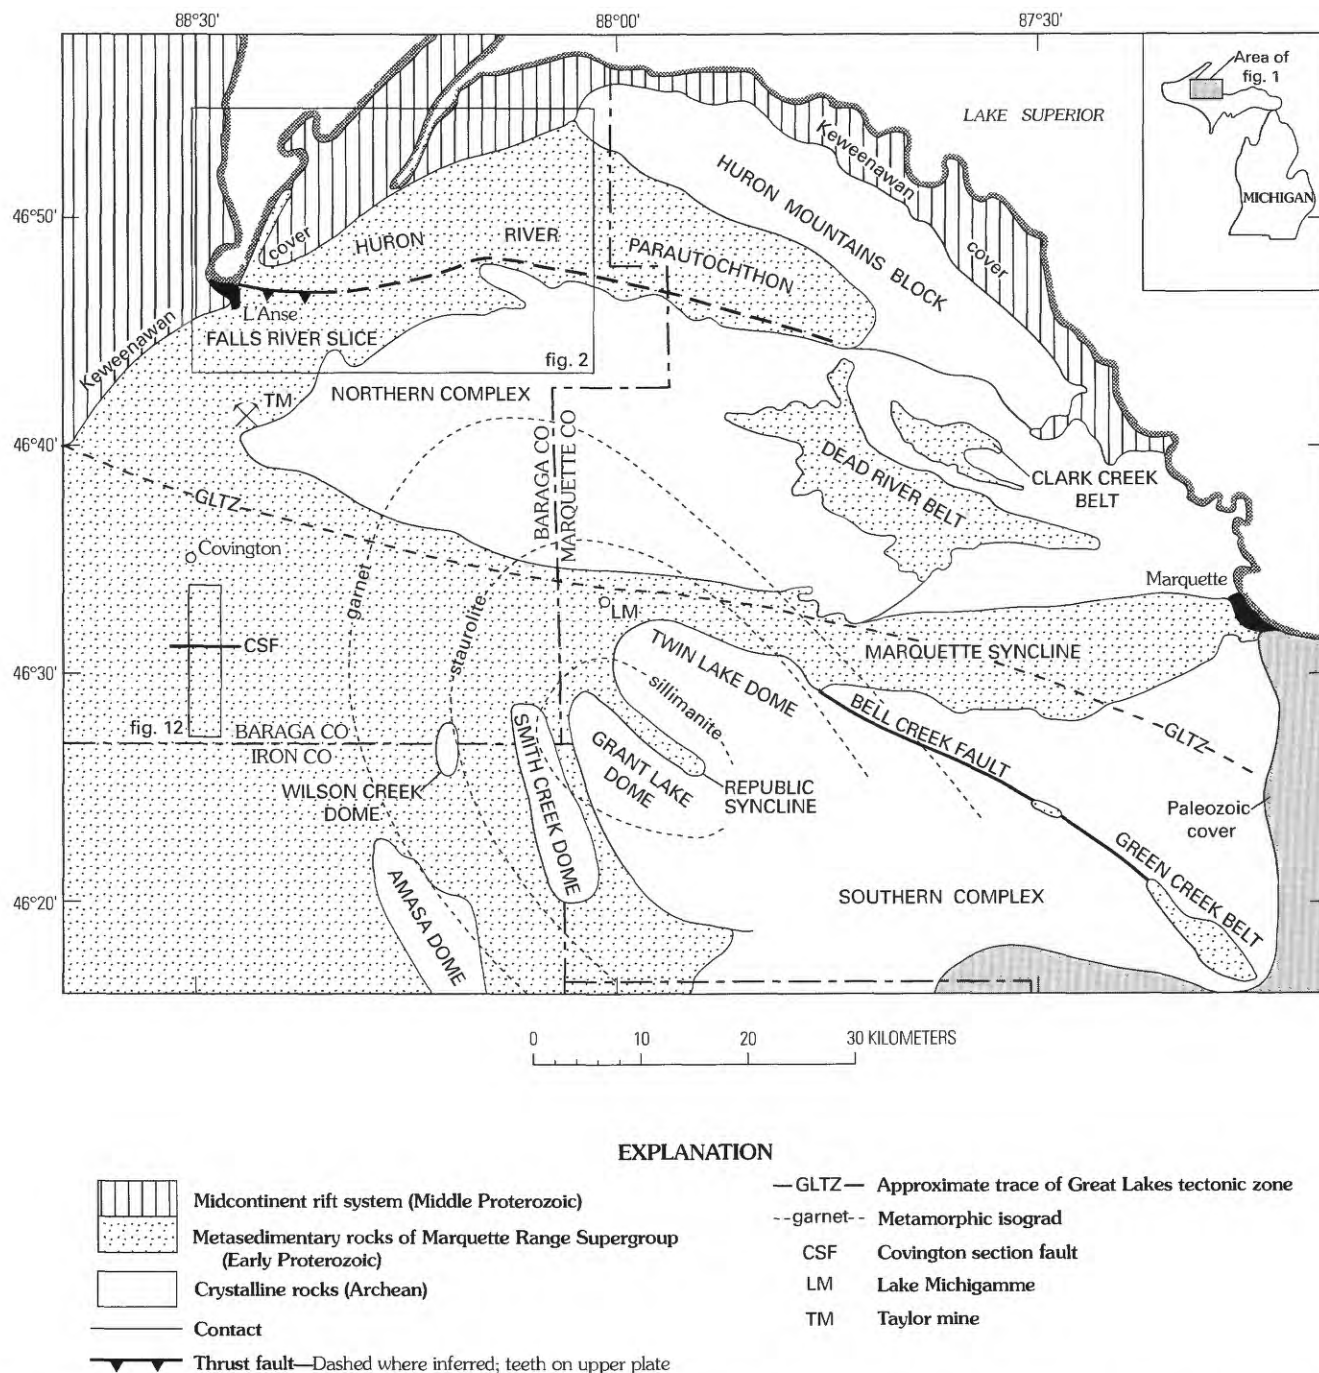 88°30'
88°00'
87°30'
Area of
fig. 1
LAKE SUPERIOR
MICHIGAN
Keweenawan
cover
HURON MOUNTAINS BLOCK
46°50'
cover
HURON RIVER PARAUTOCHTHON
L'Anse
FALLS RIVER SLICE
fig. 2
Keweenawan
TM
NORTHERN COMPLEX
46°40'
BARAGA CO
MARQUETTE CO
DEAD RIVER BELT
CLARK CREEK
BELT
GLTZ
Covington
garnet
staurolite
LM
Marquette
TWIN LAKE DOME
MARQUETTE SYNCLINE
CSF
46°30'
sillimanite
fig. 12
BARAGA CO
IRON CO
SMITH CREEK DOME
GRANT LAKE
DOME
BELL CREEK FAULT
GLTZ
WILSON CREEK
DOME
REPUBLIC
SYNCLINE
Paleozoic
cover
GREEN CREEK BELT
46°20'
AMASA DOME
SOUTHERN COMPLEX
0 10 20 30 KILOMETERS
EXPLANATION
Midcontinent rift system (Middle Proterozoic)
Metasedimentary rocks of Marquette Range Supergroup
(Early Proterozoic)
Crystalline rocks (Archean)
Contact
Thrust fault—Dashed where inferred; teeth on upper plate
—GLTZ— Approximate trace of Great Lakes tectonic zone
--garnet-- Metamorphic isograd
CSF Covington section fault
LM Lake Michigamme
TM Taylor mine